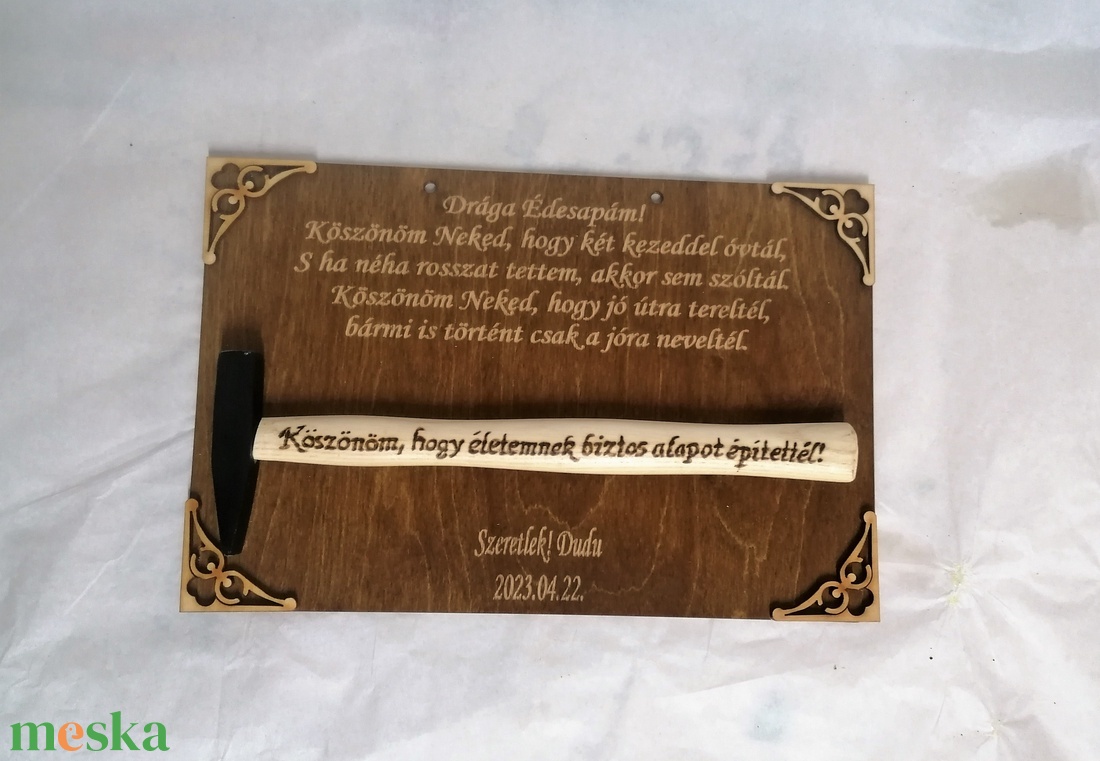 Drága Édesapám!
Köszönöm Neked, hogy két kezeddel óvtál,
S ha néha rosszat tettem, akkor sem szóltál.
Köszönöm Neked, hogy jó útra tereltél,
bármi is történt csak a jóra neveltél.
Köszönöm, hogy életemnek biztos alapot építettél!
Szeretlek! Dudu
2023.04.22.
meska